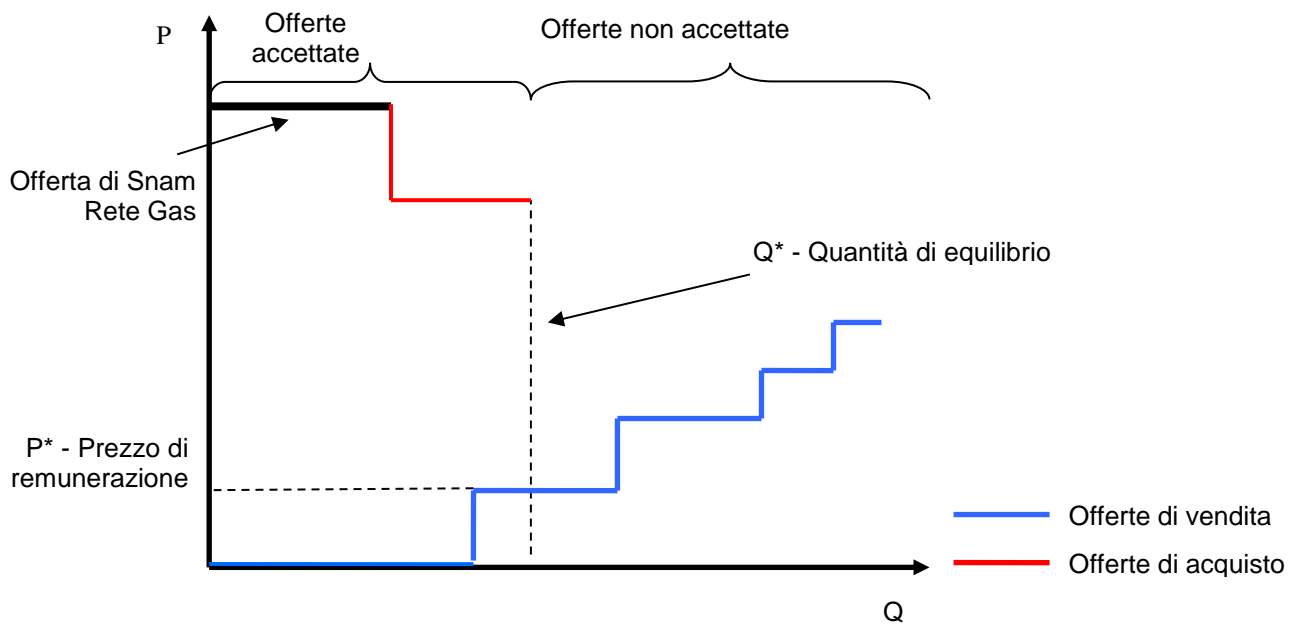 P
Offerte
accettate
Offerte non accettate
Offerta di Snam
Rete Gas
Q* - Quantità di equilibrio
P* - Prezzo di
remunerazione
Offerte di vendita
Offerte di acquisto
Q